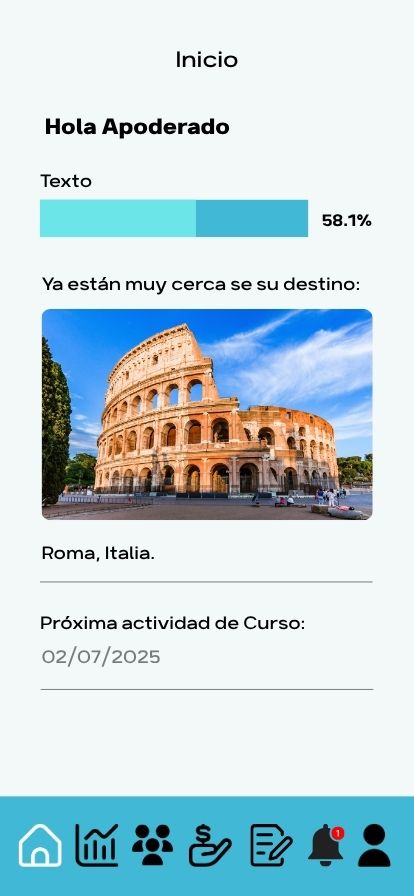 Inicio
Hola Apoderado
Texto
58.1%
Ya están muy cerca se su destino:
Roma, Italia.
Próxima actividad de Curso:
02/07/2025
$
1